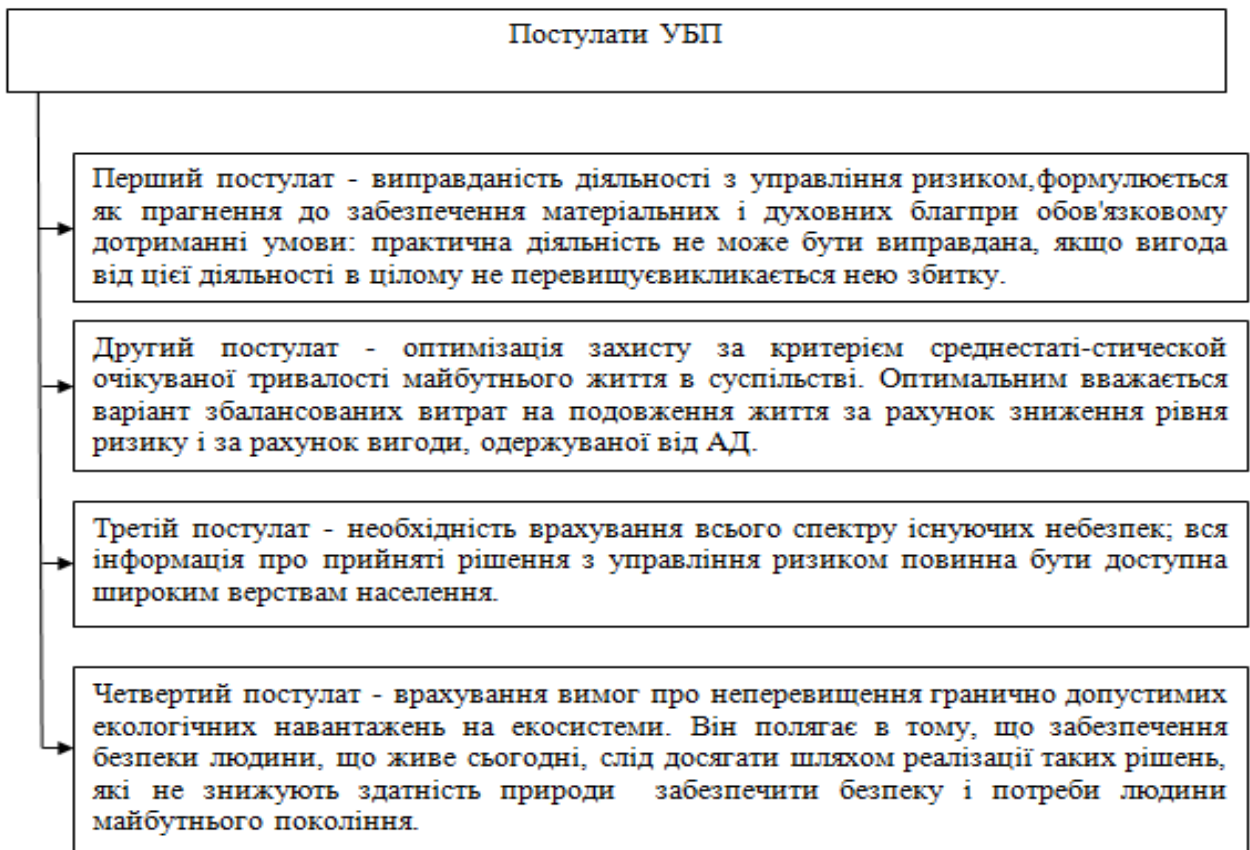 Постулати УБП
Перший постулат - виправданість діяльності з управління ризиком,формулюється
як прагнення до забезпечення матеріальних і духовних благпри обов'язковому
дотриманні умови: практична діяльність не може бути виправдана, якщо вигода
від цієї діяльності в цілому не перевищуєвикликається нею збитку.
Другий постулат - оптимізація захисту за критерієм среднестаті-стической
очікуваної тривалості майбутнього життя в суспільстві. Оптимальним вважається
варіант збалансованих витрат на подовження життя за рахунок зниження рівня
ризику і за рахунок вигоди, одержуваної від АД.
Третій постулат - необхідність врахування всього спектру існуючих небезпек; вся
інформація про прийняті рішення з управління ризиком повинна бути доступна
широким верствам населення.
Четвертий постулат - врахування вимог про неперевищення гранично допустимих
екологічних навантажень на екосистеми. Він полягає в тому, що забезпечення
безпеки людини, що живе сьогодні, слід досягати шляхом реалізації таких рішень,
які не знижують здатність природи забезпечити безпеку і потреби людини
майбутнього покоління.